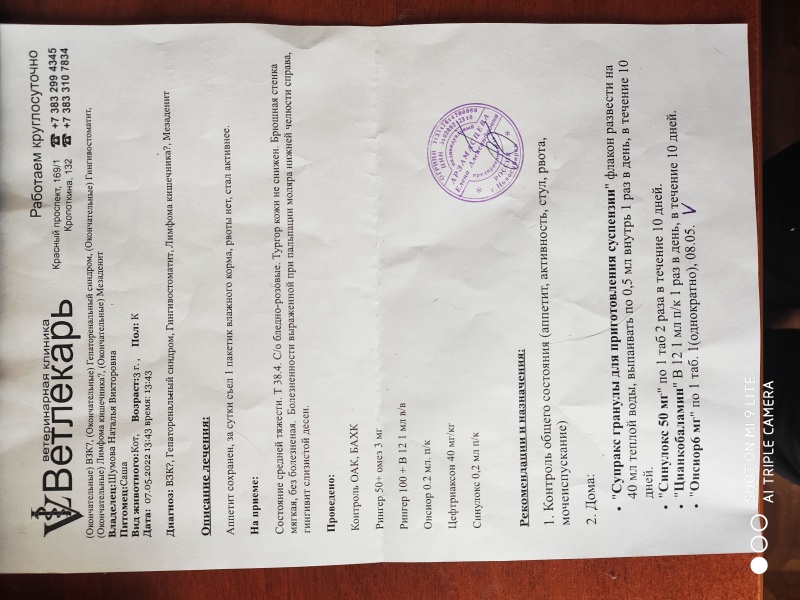 ветеринарная клиника
Ветлекарь
Работаем круглосуточно
Красный проспект, 169/1 ☎ +7 383 299 4345
Кропоткина, 132 ☎ +7 383 310 7834
(Окончательные) ВЗК?, (Окончательные) Гепаторенальный синдром, (Окончательные) Гингивостоматит,
(Окончательные) Лимфома кишечника?, (Окончательные) Мезаденит
Владелец:Шумова Наталья Викторовна
Питомец:Саша
Вид животного:Кот, Возраст:3 г., Пол: К
Дата: 07.05.2022 13:43 время: 13:43
Диагноз: ВЗК?, Гепаторенальный синдром, Гингивостоматит, Лимфома кишечника?, Мезаденит
Описание лечения:
Аппетит сохранен, за сутки съел 1 пакетик влажного корма, рвоты нет, стал активнее.
На приеме:
Состояние средней тяжести. Т 38.4. С/о бледно-розовые. Тургор кожи не снижен. Брюшная стенка
мягкая, без болезненая. Болезненности выраженной при пальпации моляра нижней челюсти справа,
гингивит слизистой десен.
Проведено:
Контроль ОАК, БАХК
Рингер 50+ омез 3 мг
Рингер 100 + В 12 1 мл в/в
Онсиор 0.2 мл. п/к
Цефтриаксон 40 мг/кг
Синулокс 0,2 мл п/к
Рекомендации и назначения:
1. Контроль общего состояния (аппетит, активность, стул, рвота,
мочеиспускание)
2. Дома:
• "Супракс гранулы для приготовления суспензии" флакон развести на
40 мл теплой воды, выпаивать по 0,5 мл внутрь 1 раз в день, в течение 10
дней.
• "Синулокс 50 мг" по 1 таб 2 раза в течение 10 дней.
• "Цианкобаламин" В 12 1 мл п/к 1 раз в день, в течение 10 дней.
• "Онсиор6 мг" по 1 таб. 1(однократно), 08.05. V
АРЗАМАСЦЕВА
Елена
SHOT ON MI 9 LITE
AI TRIPLE CAMERA